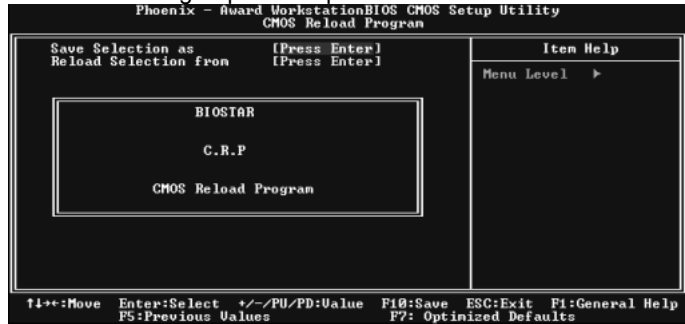 Phoenix - Award WorkstationBIOS CMOS Setup Utility
CMOS Reload Program
Save Selection as [Press Enter]
Reload Selection from [Press Enter]
Item Help
Menu Level ►
BIOSTAR
C.R.P
CMOS Reload Program
↑↓→←:Move Enter:Select +/-/PU/PD:Value F10:Save ESC:Exit F1:General Help
F5:Previous Values F7: Optimized Defaults